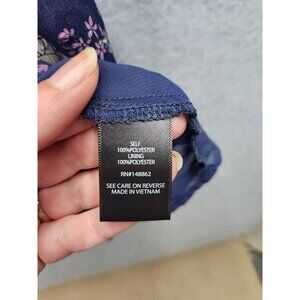 SELF
100%POLYESTER
LINING
100%POLYESTER
RN#148862
SEE CARE ON REVERSE
MADE IN VIETNAM